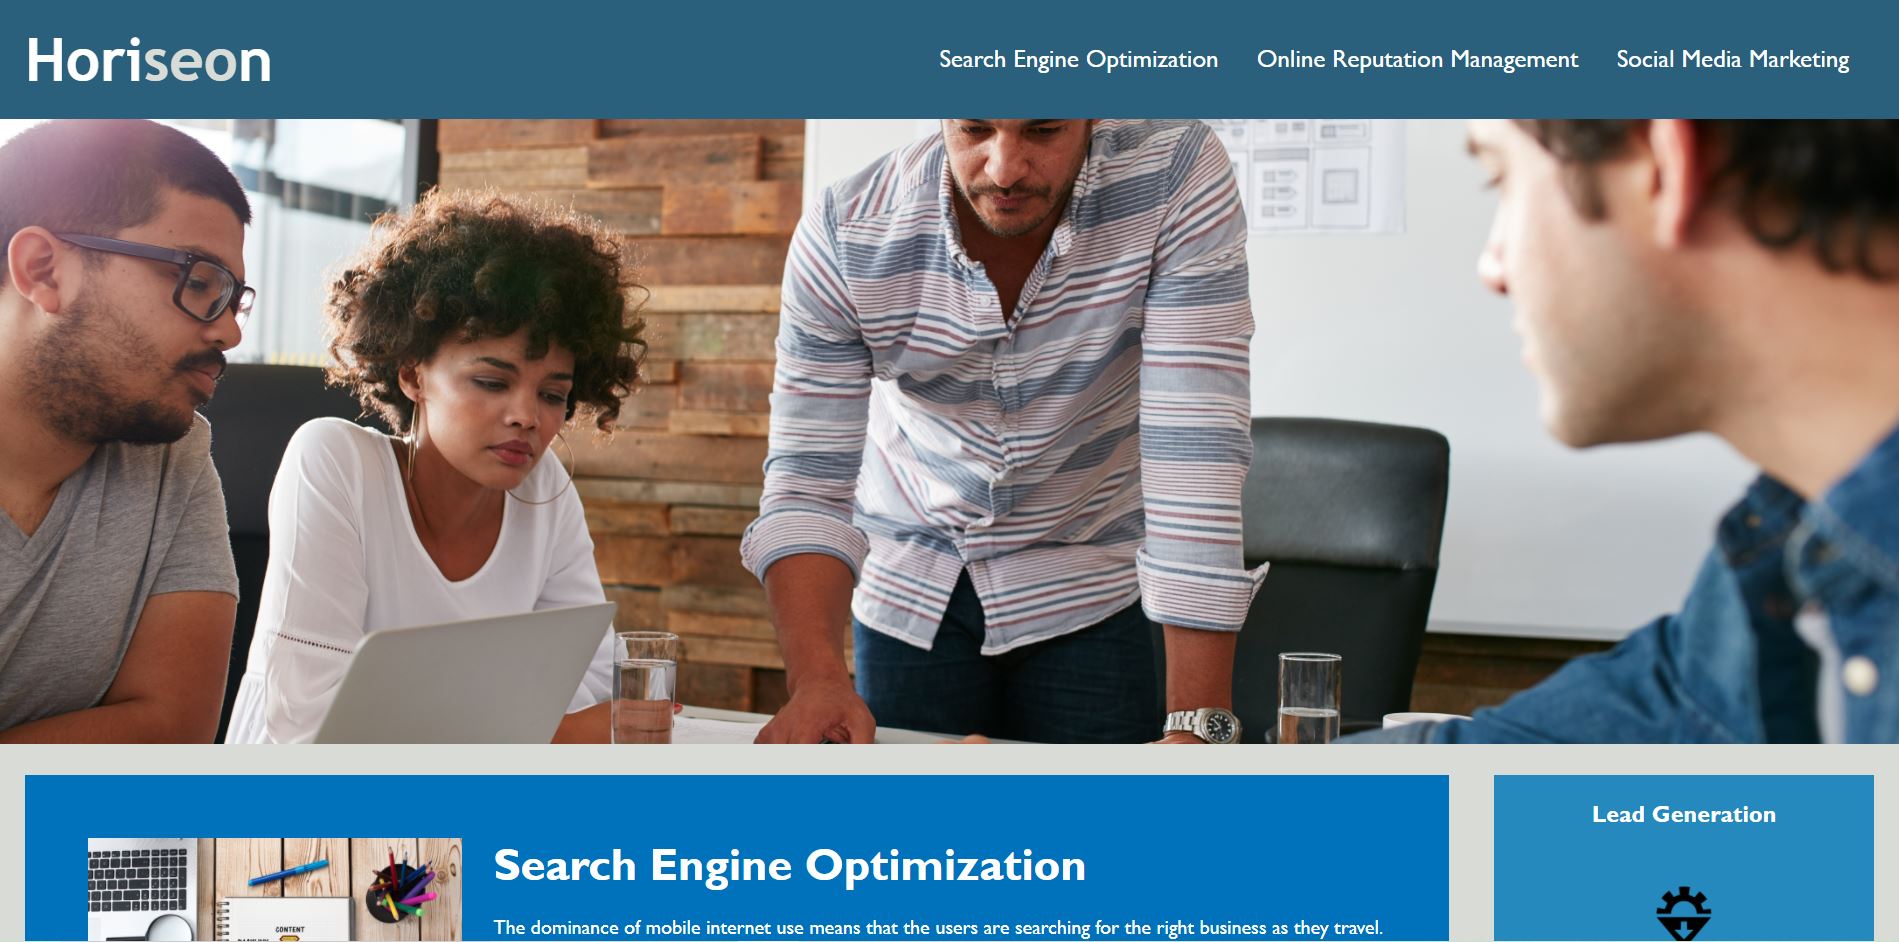 Horiseon
Search Engine Optimization Online Reputation Management Social Media Marketing
Search Engine Optimization
The dominance of mobile internet use means that the users are searching for the right business as they travel.
Lead Generation
CONTENT